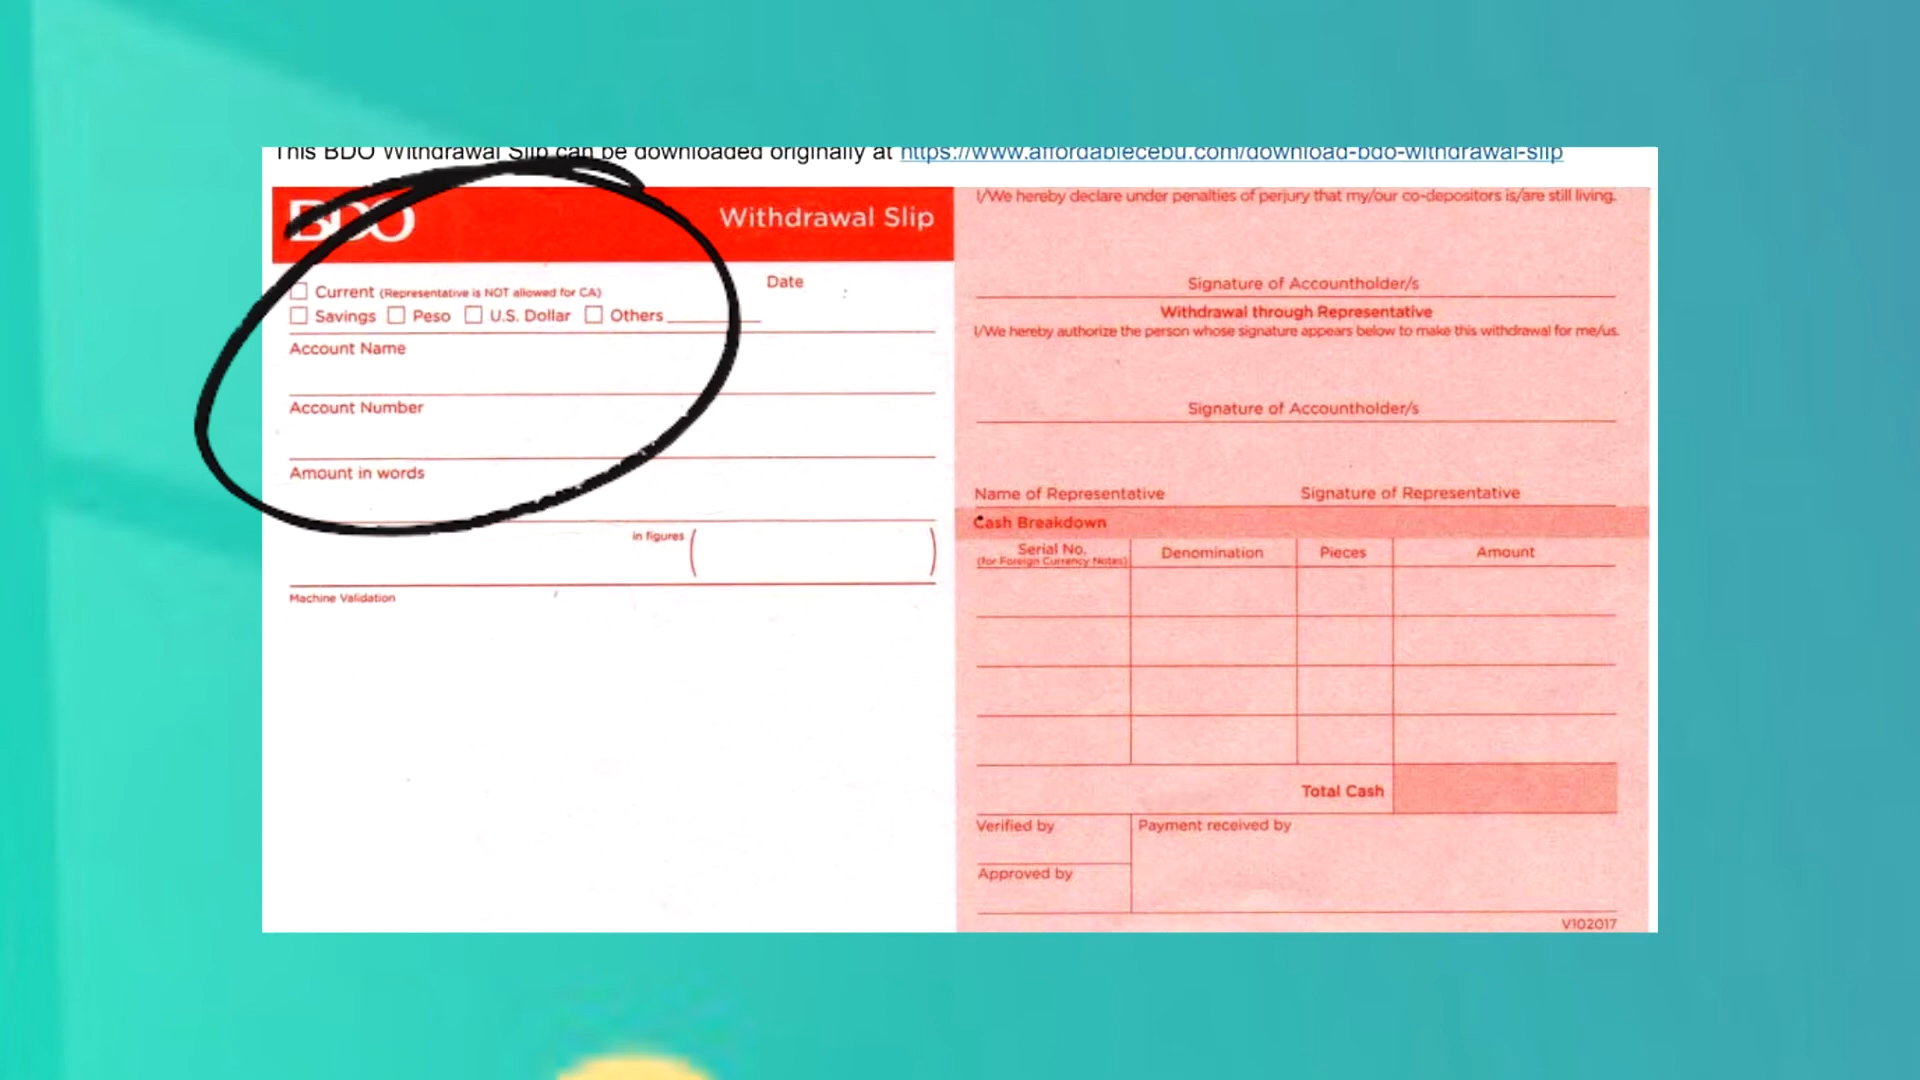 This BDO Withdrawal Slip can be downloaded originally at https://www.affordablecebu.com/download-bdo-withdrawal-slip
BDO
Withdrawal Slip
Date
Current (Representative is NOT allowed for CA)
Savings Peso U.S. Dollar Others
Account Name
Account Number
Amount in words
in figures ( )
Machine Validation
I/We hereby declare under penalties of perjury that my/our co-depositors is/are still living.
Signature of Accountholder/s
Withdrawal through Representative
I/We hereby authorize the person whose signature appears below to make this withdrawal for me/us.
Signature of Accountholder/s
Name of Representative Signature of Representative
Cash Breakdown
Serial No. Denomination Pieces Amount
(for Foreign Currency Notes)
Total Cash
Verified by Payment received by
Approved by
V102017